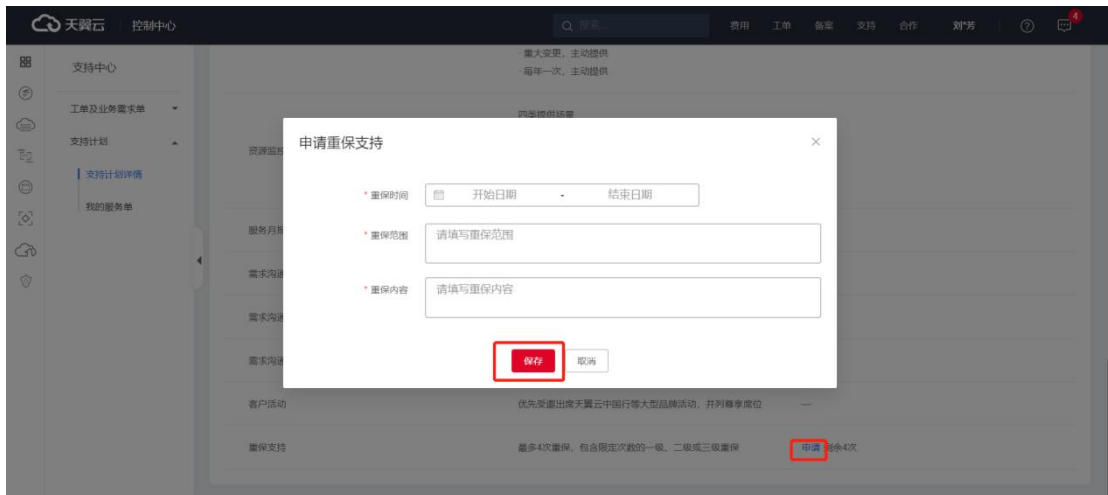 天翼云 控制中心 搜索... 费用 工单 备案 支持 合作 刘*芳 4
支持中心
工单及业务需求单
支持计划
支持计划详情
我的服务单
·重大变更，主动提供
·每年一次，主动提供
四季提供场景
资源监控
服务月报
需求沟通
需求沟通
需求沟通
申请重保支持
* 重保时间 开始日期 - 结束日期
* 重保范围 请填写重保范围
* 重保内容 请填写重保内容
保存 取消
客户活动 优先受邀出席天翼云中国行等大型品牌活动，并列尊享席位 —
重保支持 最多4次重保，包含限定次数的一级、二级或三级重保 申请 剩余4次